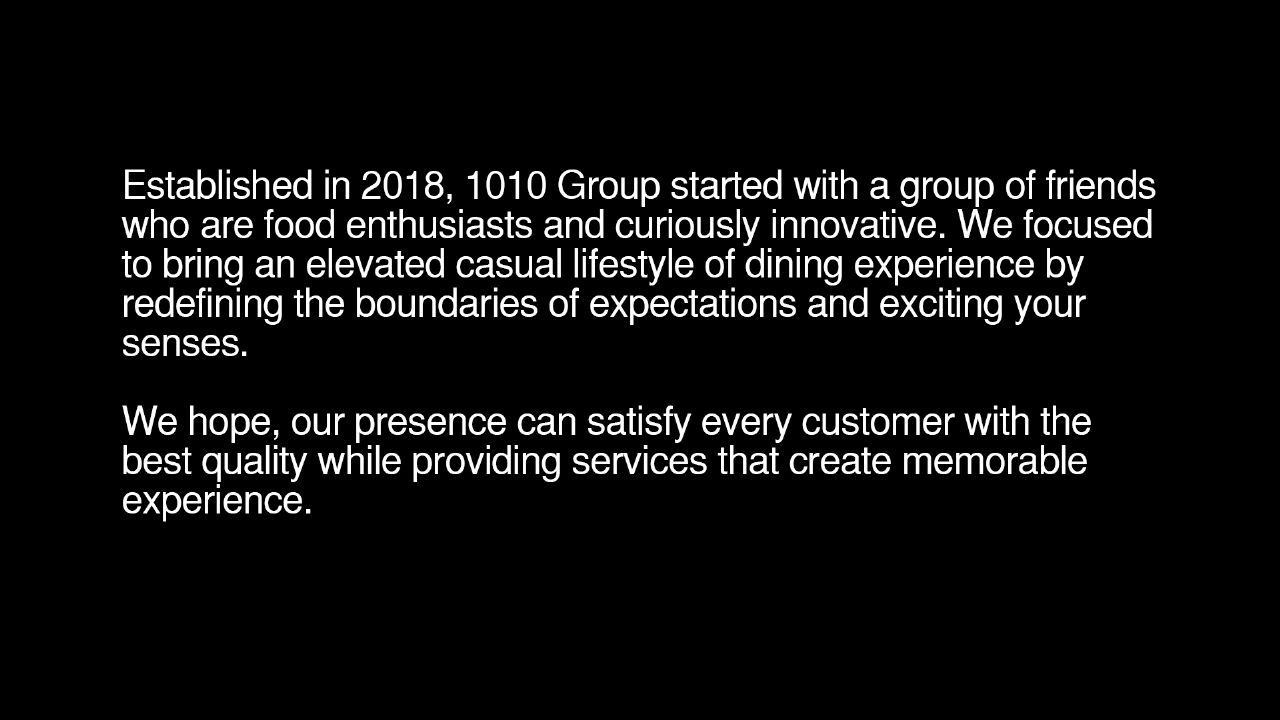 Established in 2018, 1010 Group started with a group of friends
who are food enthusiasts and curiously innovative. We focused
to bring an elevated casual lifestyle of dining experience by
redefining the boundaries of expectations and exciting your
senses.
We hope, our presence can satisfy every customer with the
best quality while providing services that create memorable
experience.